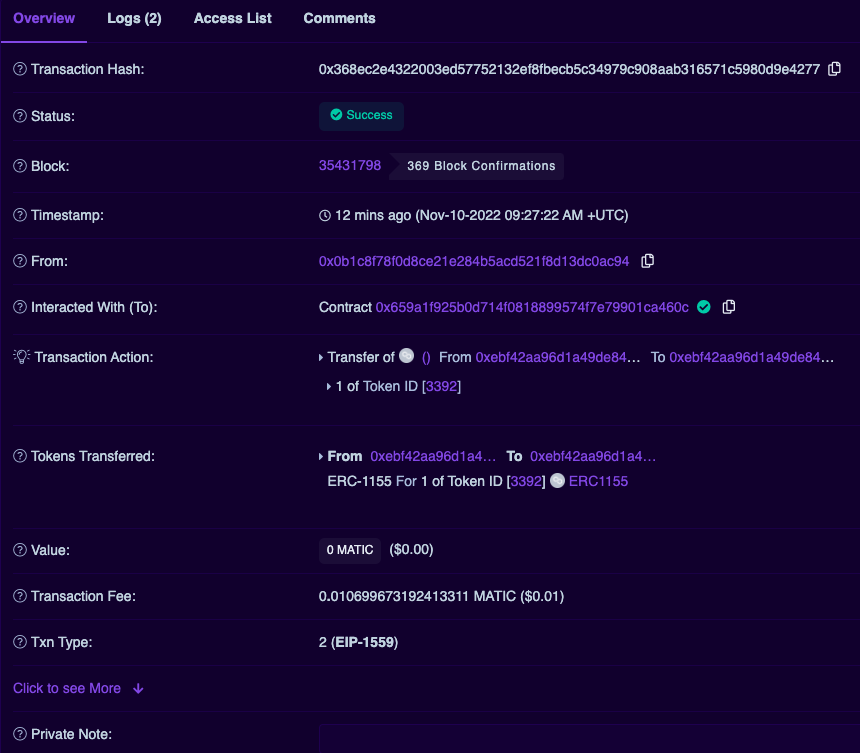 Overview Logs (2) Access List Comments
Transaction Hash: 0x368ec2e4322003ed57752132ef8fbecb5c34979c908aab316571c5980d9e4277
Status: Success
Block: 35431798 369 Block Confirmations
Timestamp: 12 mins ago (Nov-10-2022 09:27:22 AM +UTC)
From: 0x0b1c8f78f0d8ce21e284b5acd521f8d13dc0ac94
Interacted With (To): Contract 0x659a1f925b0d714f0818899574f7e79901ca460c
Transaction Action: Transfer of () From 0xebf42aa96d1a49de84... To 0xebf42aa96d1a49de84...
1 of Token ID [3392]
Tokens Transferred: From 0xebf42aa96d1a4... To 0xebf42aa96d1a4...
ERC-1155 For 1 of Token ID [3392] ERC1155
Value: 0 MATIC ($0.00)
Transaction Fee: 0.010699673192413311 MATIC ($0.01)
Txn Type: 2 (EIP-1559)
Click to see More
Private Note: